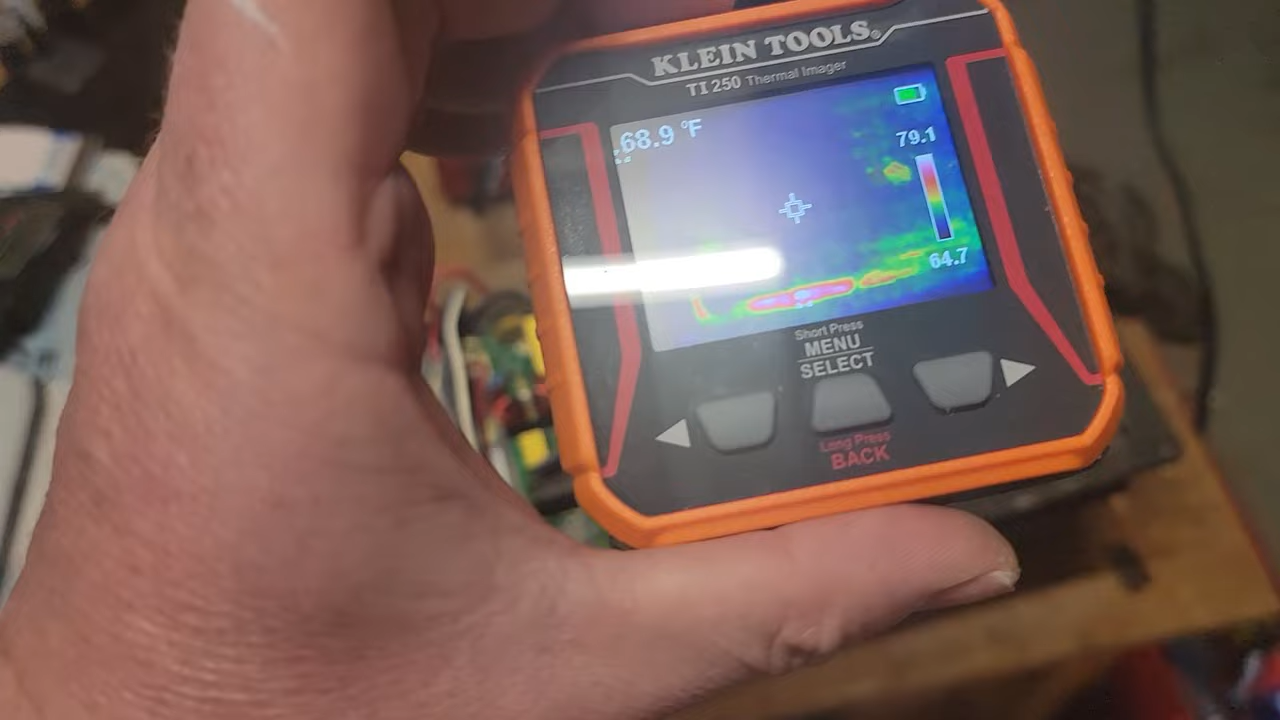 KLEIN TOOLS®
TI 250 Thermal Imager
68.9 °F
79.1
64.7
Short Press
MENU
SELECT
Long Press
BACK